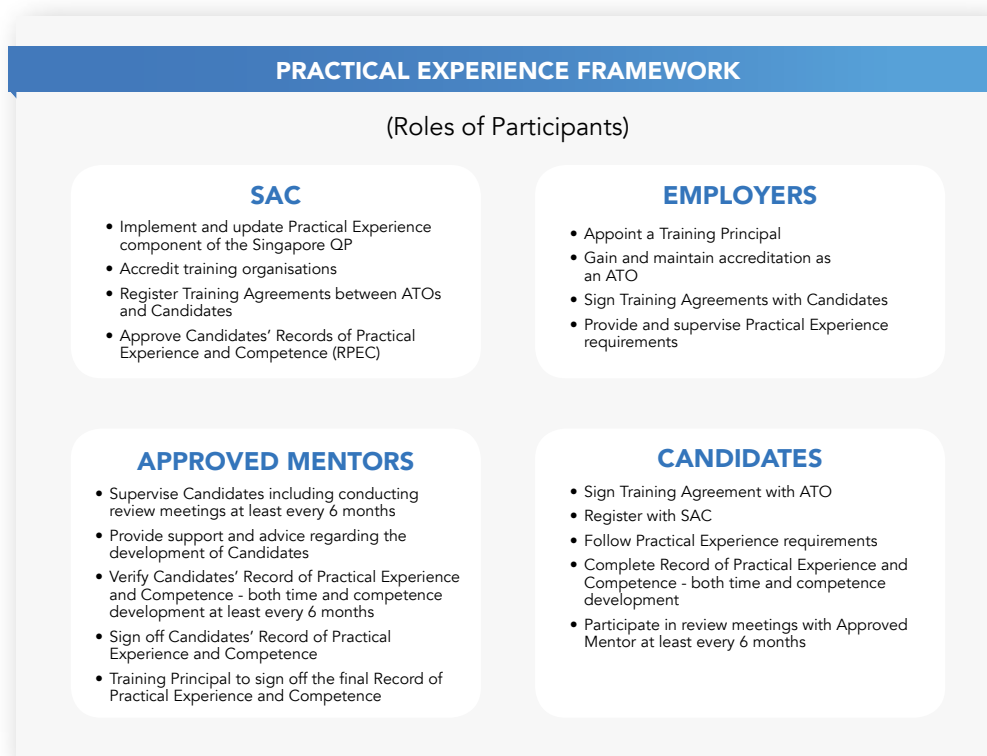 PRACTICAL EXPERIENCE FRAMEWORK
(Roles of Participants)
SAC
• Implement and update Practical Experience
component of the Singapore QP
• Accredit training organisations
• Register Training Agreements between ATOs
and Candidates
• Approve Candidates' Records of Practical
Experience and Competence (RPEC)
EMPLOYERS
• Appoint a Training Principal
• Gain and maintain accreditation as
an ATO
• Sign Training Agreements with Candidates
• Provide and supervise Practical Experience
requirements
APPROVED MENTORS
• Supervise Candidates including conducting
review meetings at least every 6 months
• Provide support and advice regarding the
development of Candidates
• Verify Candidates' Record of Practical Experience
and Competence - both time and competence
development at least every 6 months
• Sign off Candidates' Record of Practical
Experience and Competence
• Training Principal to sign off the final Record of
Practical Experience and Competence
CANDIDATES
• Sign Training Agreement with ATO
• Register with SAC
• Follow Practical Experience requirements
• Complete Record of Practical Experience and
Competence - both time and competence
development
• Participate in review meetings with Approved
Mentor at least every 6 months